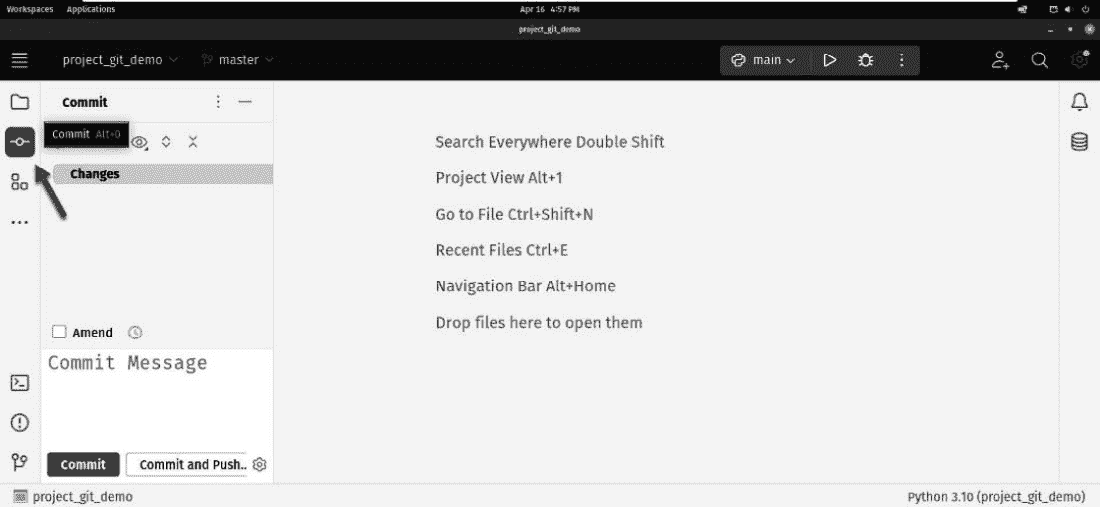 Workspaces Applications Apr 16 4:57 PM
project_git_demo
project_git_demo master main
Commit
Commit Alt+0
Changes
Search Everywhere Double Shift
Project View Alt+1
Go to File Ctrl+Shift+N
Recent Files Ctrl+E
Navigation Bar Alt+Home
Drop files here to open them
Amend
Commit Message
Commit Commit and Push..
project_git_demo Python 3.10 (project_git_demo)